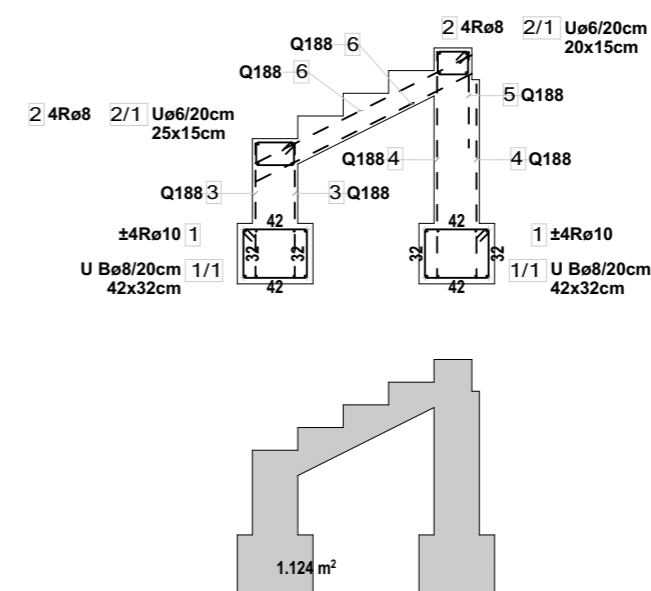 2 4Rø8 2/1 Uø6/20cm
20x15cm
Q188 6
Q188 6
5 Q188
2 4Rø8 2/1 Uø6/20cm
25x15cm
Q188 4
4 Q188
Q188 3
3 Q188
±4Rø10 1
42
42
1 ±4Rø10
32
32
32
32
U Bø8/20cm 1/1
42x32cm
42
42
1/1 U Bø8/20cm
42x32cm
1.124 m²